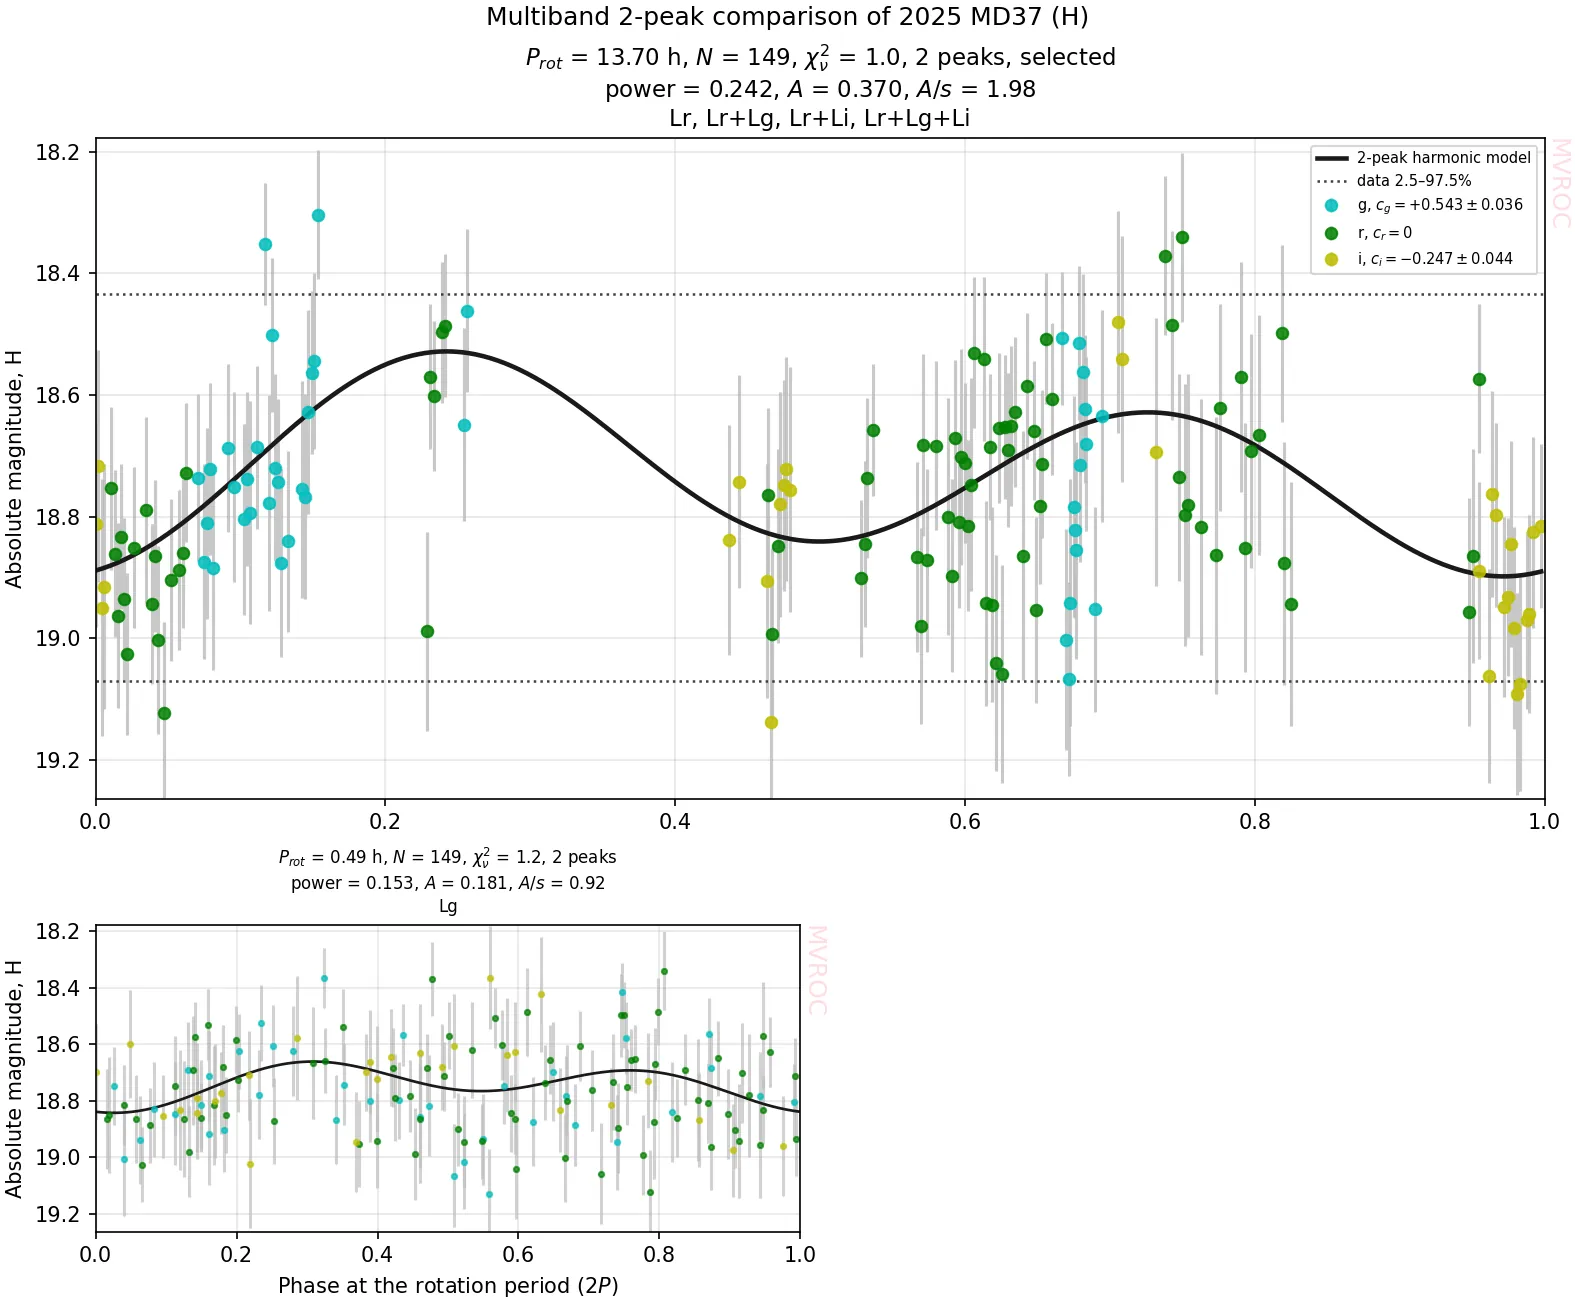 Multiband 2-peak comparison of 2025 MD37 (H)
P_rot = 13.70 h, N = 149, χ²_ν = 1.0, 2 peaks, selected
power = 0.242, A = 0.370, A/s = 1.98
Lr, Lr+Lg, Lr+Li, Lr+Lg+Li
2-peak harmonic model
data 2.5–97.5%
g, c_g = +0.543 ± 0.036
r, c_r = 0
i, c_i = −0.247 ± 0.044
MVROC
Absolute magnitude, H
18.2
18.4
18.6
18.8
19.0
19.2
0.0 0.2 0.4 0.6 0.8 1.0
P_rot = 0.49 h, N = 149, χ²_ν = 1.2, 2 peaks
power = 0.153, A = 0.181, A/s = 0.92
Lg
MVROC
Absolute magnitude, H
18.2
18.4
18.6
18.8
19.0
19.2
0.0 0.2 0.4 0.6 0.8 1.0
Phase at the rotation period (2P)